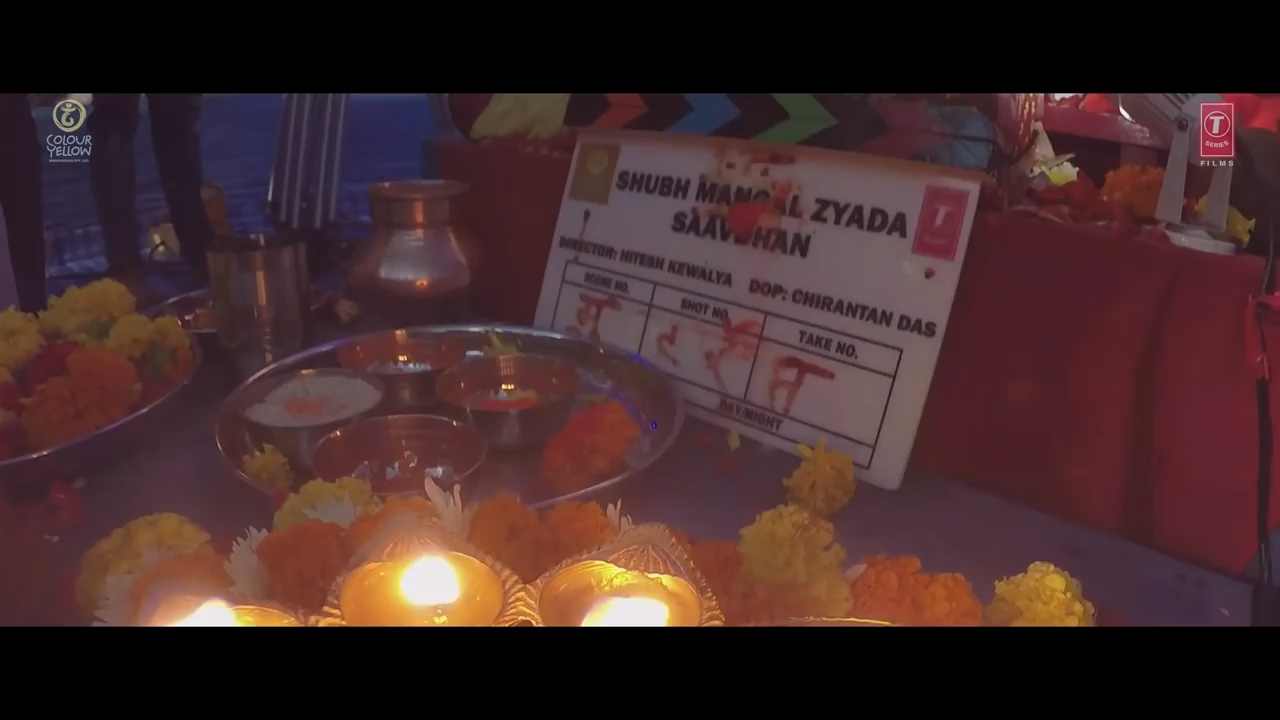 COLOUR
YELLOW
T
SERIES
FILMS
SHUBH MANGAL ZYADA
SAAVDHAN
T
DIRECTOR: HITESH KEWALYA DOP: CHIRANTAN DAS
SCENE NO.
SHOT NO.
TAKE NO.
DAY/NIGHT